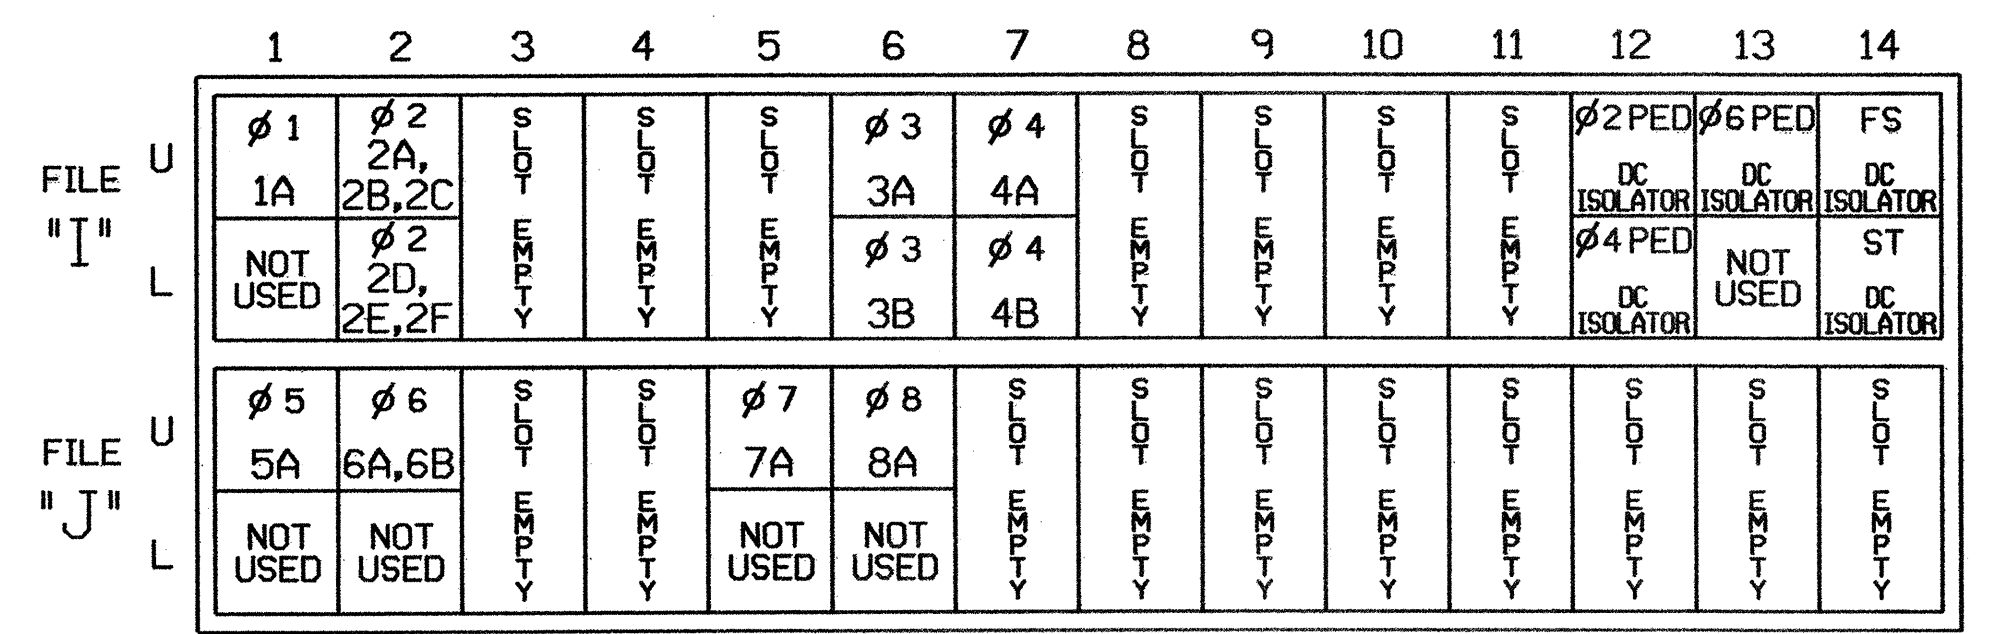 1 2 3 4 5 6 7 8 9 10 11 12 13 14
FILE "I"
U
L
Ø 1
1A
NOT
USED
Ø 2
2A,
2B,2C
Ø 2
2D,
2E,2F
SLOT EMPTY
SLOT EMPTY
SLOT EMPTY
Ø 3
3A
Ø 3
3B
Ø 4
4A
Ø 4
4B
SLOT EMPTY
SLOT EMPTY
SLOT EMPTY
SLOT EMPTY
Ø2 PED
DC
ISOLATOR
Ø4 PED
DC
ISOLATOR
Ø6 PED
DC
ISOLATOR
NOT
USED
FS
DC
ISOLATOR
ST
DC
ISOLATOR
FILE "J"
U
L
Ø 5
5A
NOT
USED
Ø 6
6A,6B
NOT
USED
SLOT EMPTY
SLOT EMPTY
Ø 7
7A
NOT
USED
Ø 8
8A
NOT
USED
SLOT EMPTY
SLOT EMPTY
SLOT EMPTY
SLOT EMPTY
SLOT EMPTY
SLOT EMPTY
SLOT EMPTY
SLOT EMPTY